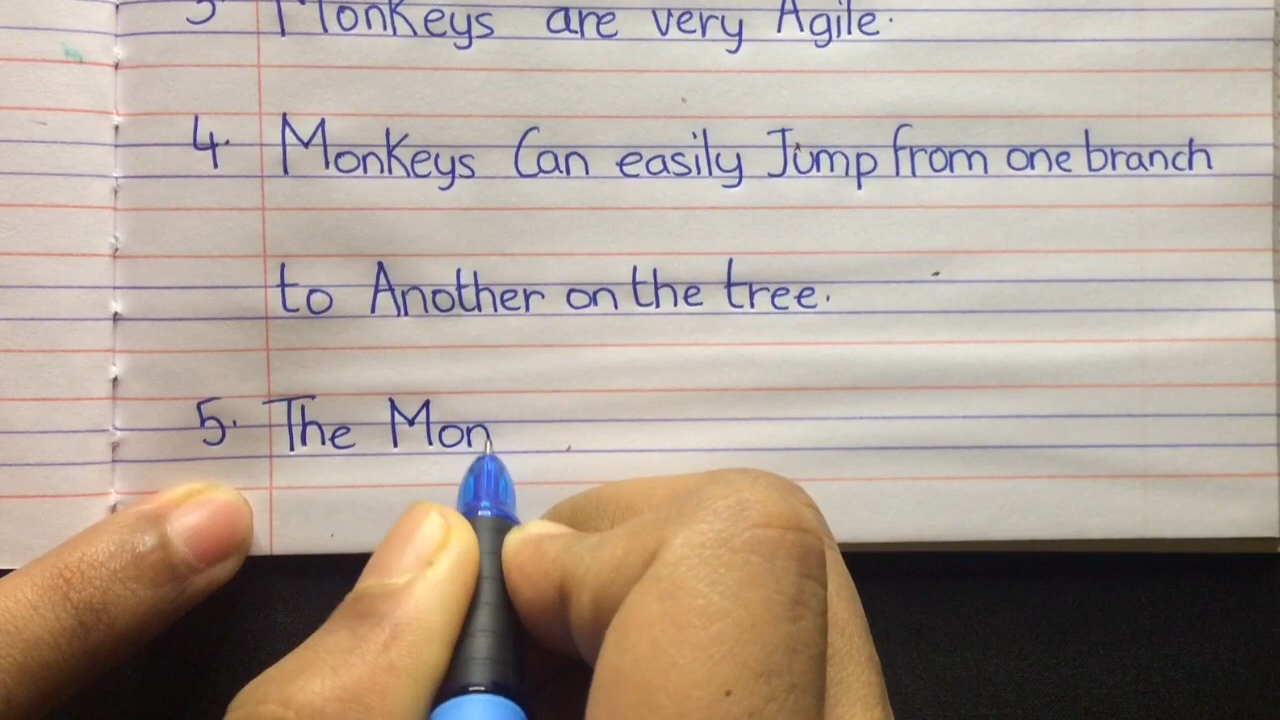 3 Monkeys are very Agile.
4. Monkeys Can easily Jump from one branch
to Another on the tree.
5. The Mon